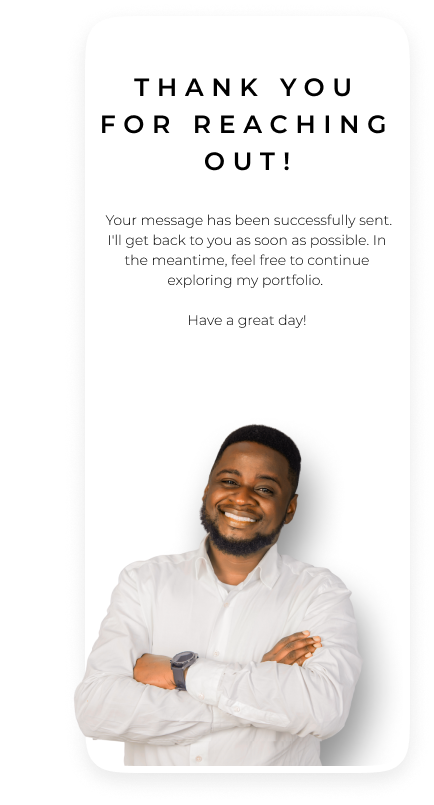 THANK YOU
FOR REACHING
OUT!
Your message has been successfully sent.
I'll get back to you as soon as possible. In
the meantime, feel free to continue
exploring my portfolio.
Have a great day!